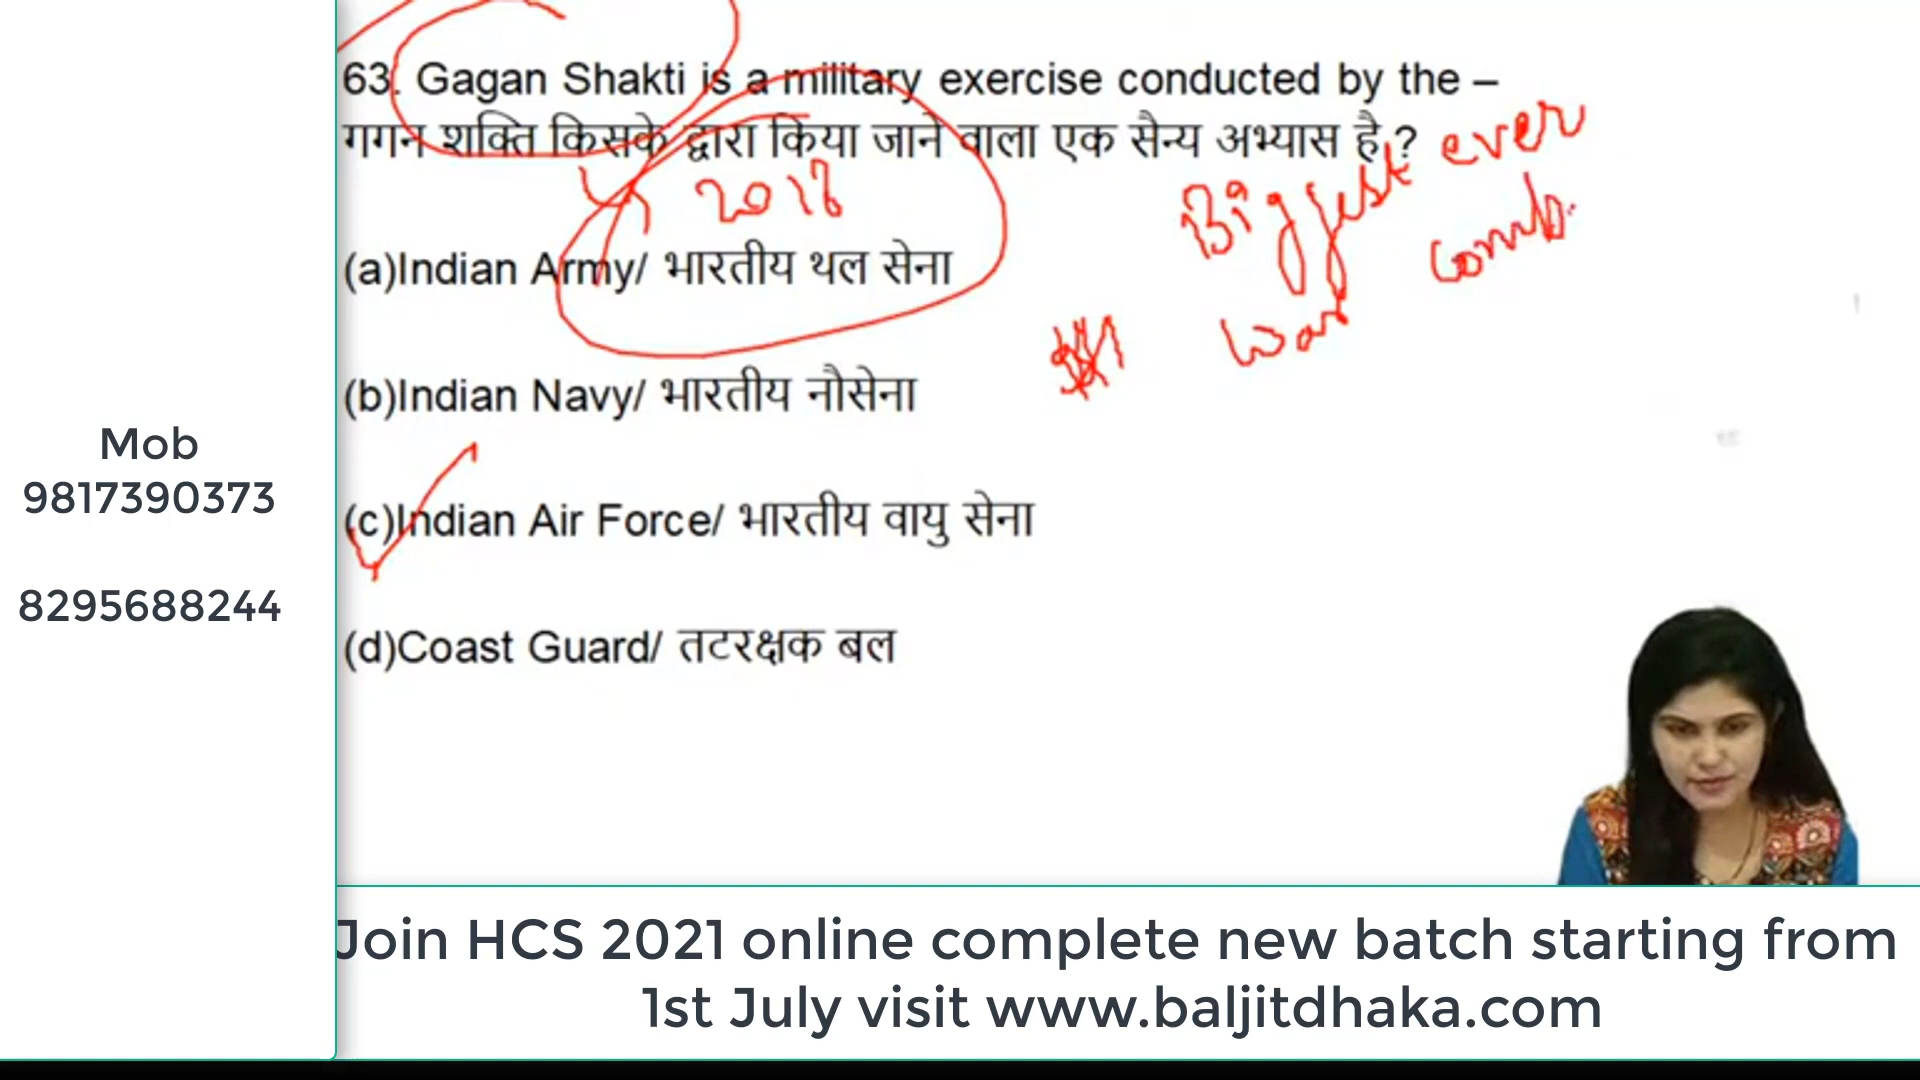 63. Gagan Shakti is a military exercise conducted by the –
गगन शक्ति किसके द्वारा किया जाने वाला एक सैन्य अभ्यास है ?
2018
Biggest ever
war comb
(a)Indian Army/ भारतीय थल सेना
(b)Indian Navy/ भारतीय नौसेना
(c)Indian Air Force/ भारतीय वायु सेना
(d)Coast Guard/ तटरक्षक बल
Mob
9817390373
8295688244
Join HCS 2021 online complete new batch starting from
1st July visit www.baljitdhaka.com